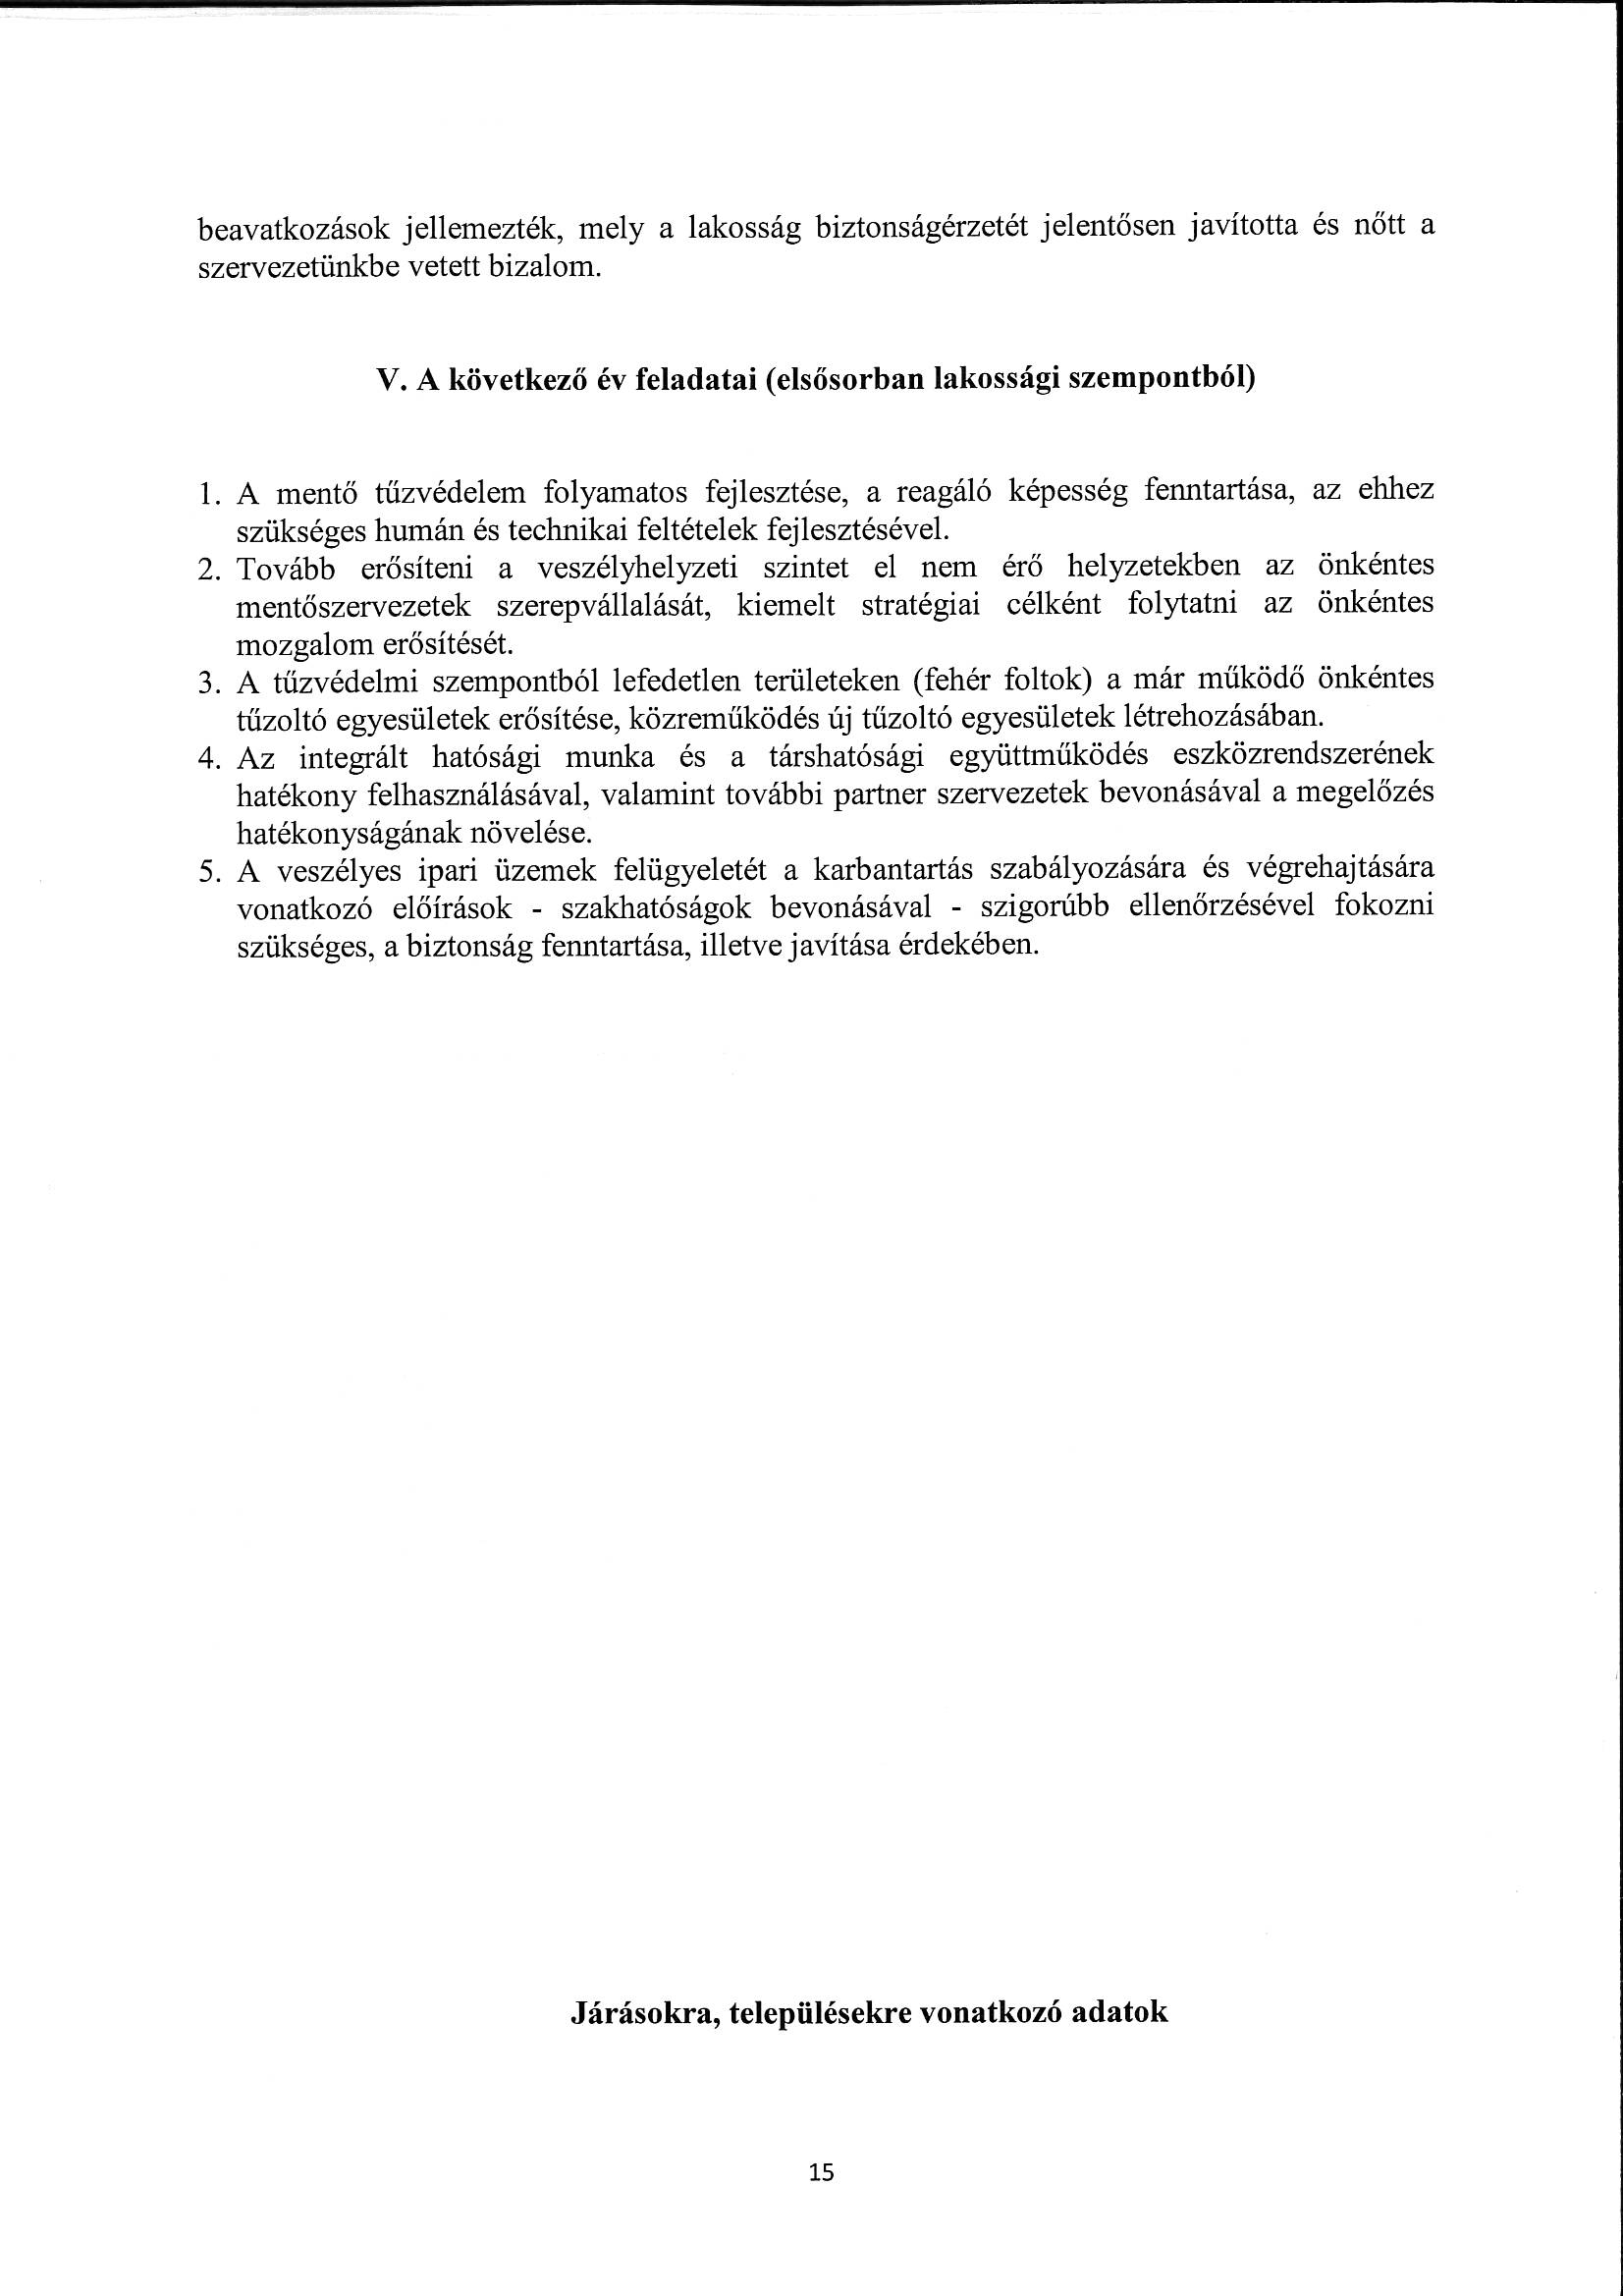 beavatkozások jellemezték, mely a lakosság biztonságérzetét jelentősen javította és nőtt a
szervezetünkbe vetett bizalom.
V. A következő év feladatai (elsősorban lakossági szempontból)
1. A mentő tűzvédelem folyamatos fejlesztése, a reagáló képesség fenntartása, az ehhez
szükséges humán és technikai feltételek fejlesztésével.
2. Tovább erősíteni a veszélyhelyzeti szintet el nem érő helyzetekben az önkéntes
mentőszervezetek szerepvállalását, kiemelt stratégiai célként folytatni az önkéntes
mozgalom erősítését.
3. A tűzvédelmi szempontból lefedetlen területeken (fehér foltok) a már működő önkéntes
tűzoltó egyesületek erősítése, közreműködés új tűzoltó egyesületek létrehozásában.
4. Az integrált hatósági munka és a társhatósági együttműködés eszközrendszerének
hatékony felhasználásával, valamint további partner szervezetek bevonásával a megelőzés
hatékonyságának növelése.
5. A veszélyes ipari üzemek felügyeletét a karbantartás szabályozására és végrehajtására
vonatkozó előírások - szakhatóságok bevonásával - szigorúbb ellenőrzésével fokozni
szükséges, a biztonság fenntartása, illetve javítása érdekében.
Járásokra, településekre vonatkozó adatok
15